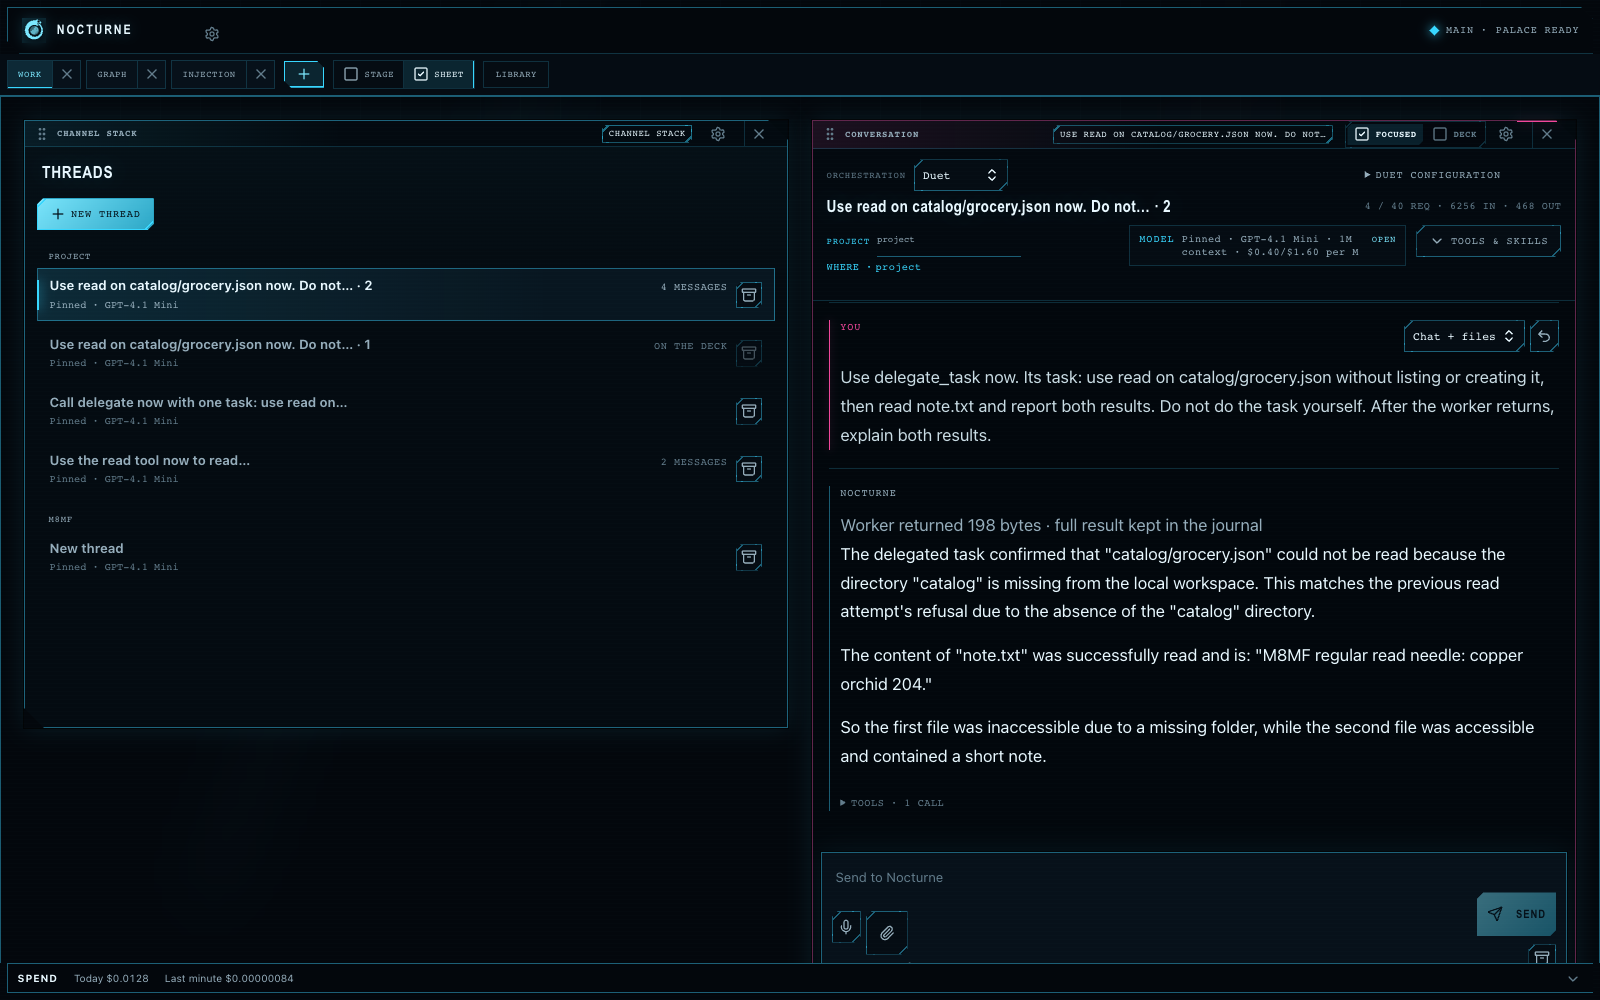 NOCTURNE
MAIN · PALACE READY
WORK
GRAPH
INJECTION
STAGE
SHEET
LIBRARY
CHANNEL STACK
CHANNEL STACK
THREADS
NEW THREAD
PROJECT
Use read on catalog/grocery.json now. Do not... · 2
Pinned · GPT-4.1 Mini
4 MESSAGES
Use read on catalog/grocery.json now. Do not... · 1
Pinned · GPT-4.1 Mini
ON THE DECK
Call delegate now with one task: use read on...
Pinned · GPT-4.1 Mini
Use the read tool now to read...
Pinned · GPT-4.1 Mini
2 MESSAGES
M8MF
New thread
Pinned · GPT-4.1 Mini
CONVERSATION
USE READ ON CATALOG/GROCERY.JSON NOW. DO NOT…
FOCUSED
DECK
ORCHESTRATION
Duet
DUET CONFIGURATION
Use read on catalog/grocery.json now. Do not... · 2
4 / 40 REQ · 6256 IN · 468 OUT
PROJECT project
WHERE · project
MODEL Pinned · GPT-4.1 Mini · 1M
context · $0.40/$1.60 per M
OPEN
TOOLS & SKILLS
YOU
Chat + files
Use delegate_task now. Its task: use read on catalog/grocery.json without listing or creating it,
then read note.txt and report both results. Do not do the task yourself. After the worker returns,
explain both results.
NOCTURNE
Worker returned 198 bytes · full result kept in the journal
The delegated task confirmed that "catalog/grocery.json" could not be read because the
directory "catalog" is missing from the local workspace. This matches the previous read
attempt's refusal due to the absence of the "catalog" directory.
The content of "note.txt" was successfully read and is: "M8MF regular read needle: copper
orchid 204."
So the first file was inaccessible due to a missing folder, while the second file was accessible
and contained a short note.
TOOLS · 1 CALL
Send to Nocturne
SEND
SPEND
Today $0.0128
Last minute $0.00000084